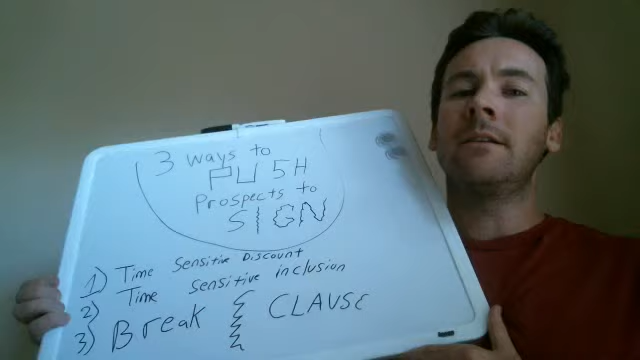 3 Ways to
PUSH
Prospects to
SIGN
1) Time Sensitive Discount
2) Time Sensitive inclusion
3) Break CLAUSE